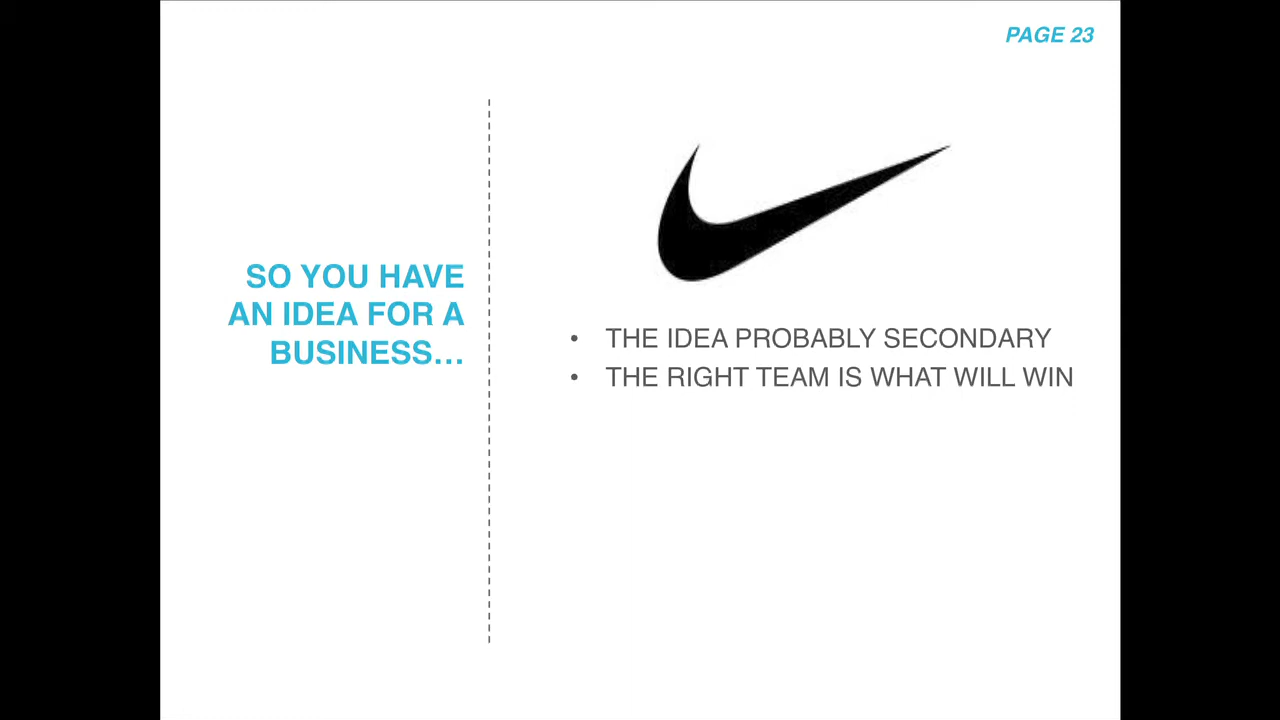 PAGE 23
SO YOU HAVE
AN IDEA FOR A
BUSINESS…
• THE IDEA PROBABLY SECONDARY
• THE RIGHT TEAM IS WHAT WILL WIN